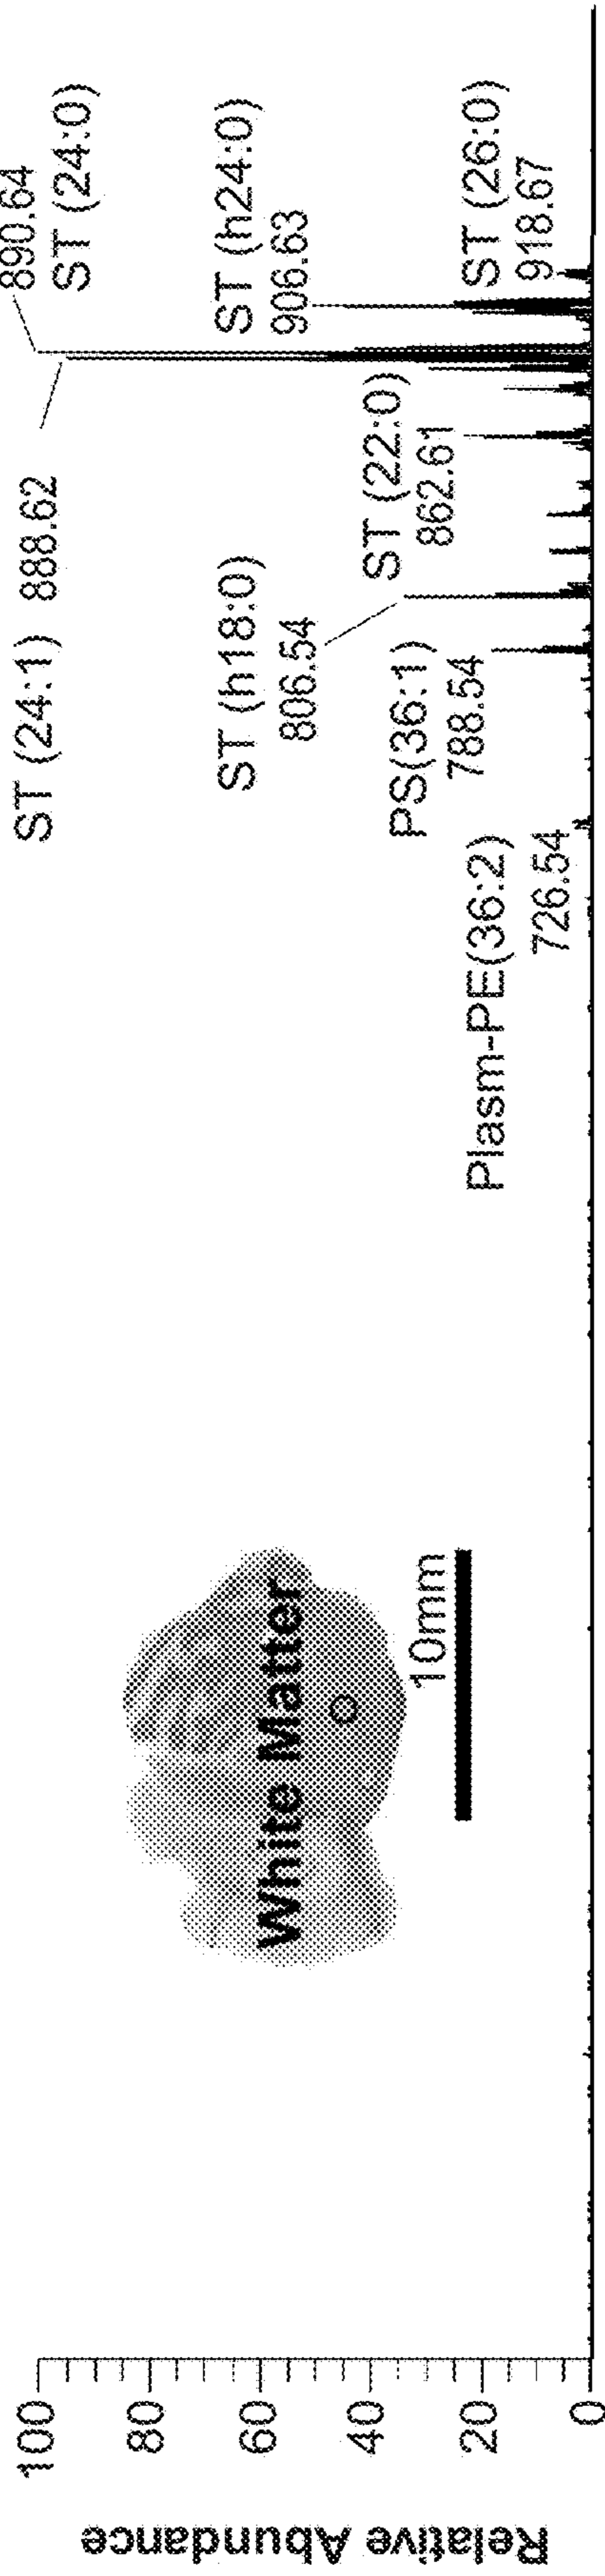 Relative Abundance
100
80
60
40
20
0
White Matter
10mm
Plasm-PE(36:2)
726.54
PS(36:1)
788.54
ST (h18:0)
806.54
ST (22:0)
862.61
ST (24:1) 888.62
890.64
ST (24:0)
ST (h24:0)
906.63
ST (26:0)
918.67